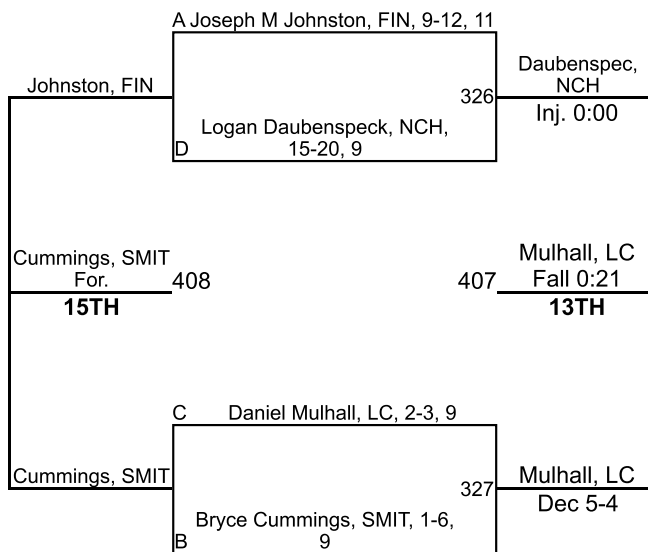 A Joseph M Johnston, FIN, 9-12, 11
Johnston, FIN
326
Daubenspec,
NCH
Inj. 0:00
Logan Daubenspeck, NCH,
15-20, 9
D
Cummings, SMIT
For.
15TH
408
407
Mulhall, LC
Fall 0:21
13TH
C Daniel Mulhall, LC, 2-3, 9
Cummings, SMIT
327
Mulhall, LC
Dec 5-4
Bryce Cummings, SMIT, 1-6,
9
B